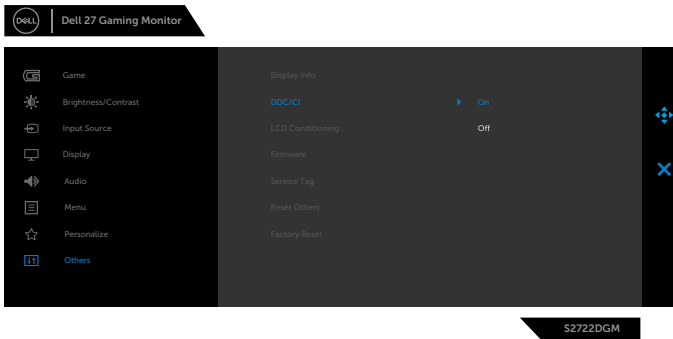 DELL
Dell 27 Gaming Monitor
Game
Display Info
Brightness/Contrast
DDC/CI
On
Input Source
LCD Conditioning
Off
Display
Firmware
Audio
Service Tag
Menu
Reset Others
Personalize
Factory Reset
Others
S2722DGM